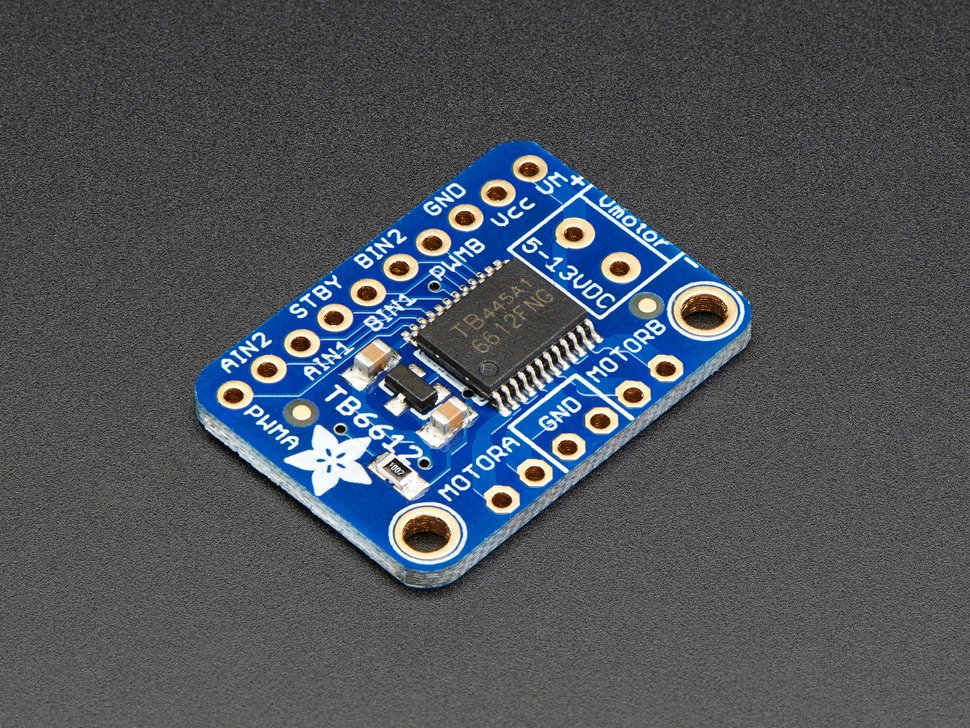 VM +
Vcc
GND
PWMB
BIN2
BIN1
STBY
AIN1
AIN2
PWMA
Vmotor -
5-13VDC
TB445A1
6612FNG
TB6612
1002
MOTORA
GND
MOTORB